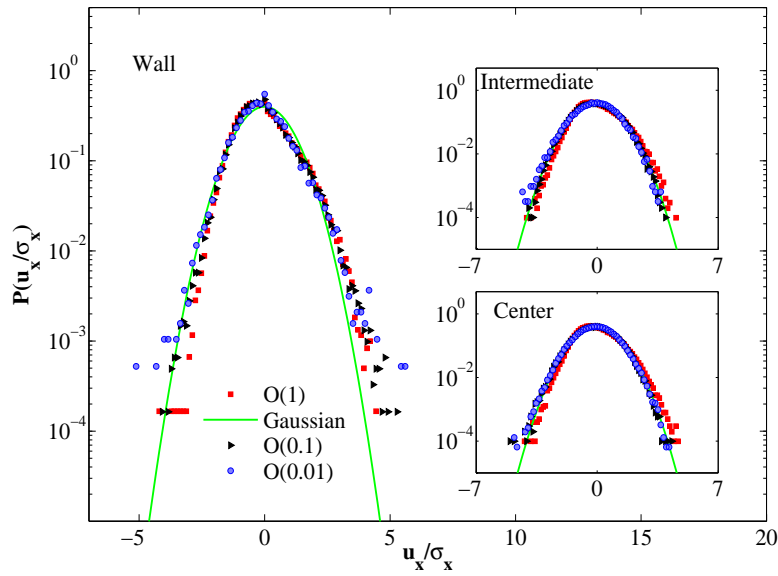 Wall
P(u_x/σ_x)
10^0
10^-1
10^-2
10^-3
10^-4
−5
0
5
10
15
20
u_x/σ_x
O(1)
Gaussian
O(0.1)
O(0.01)
Intermediate
10^0
10^-2
10^-4
−7
0
7
Center
10^0
10^-2
10^-4
−7
0
7